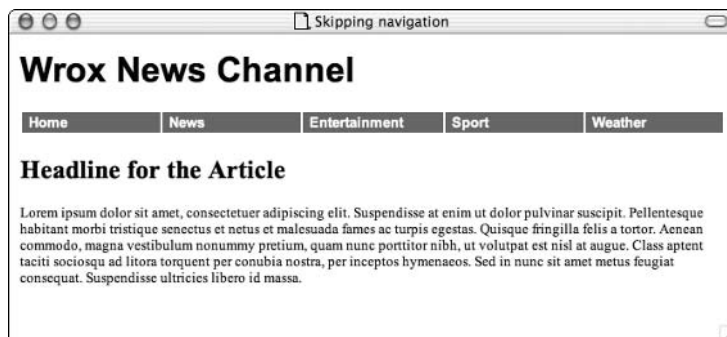 Skipping navigation
Wrox News Channel
Home News Entertainment Sport Weather
Headline for the Article
Lorem ipsum dolor sit amet, consectetuer adipiscing elit. Suspendisse at enim ut dolor pulvinar suscipit. Pellentesque
habitant morbi tristique senectus et netus et malesuada fames ac turpis egestas. Quisque fringilla felis a tortor. Aenean
commodo, magna vestibulum nonummy pretium, quam nunc porttitor nibh, ut volutpat est nisl at augue. Class aptent
taciti sociosqu ad litora torquent per conubia nostra, per inceptos hymenaeos. Sed in nunc sit amet metus feugiat
consequat. Suspendisse ultricies libero id massa.